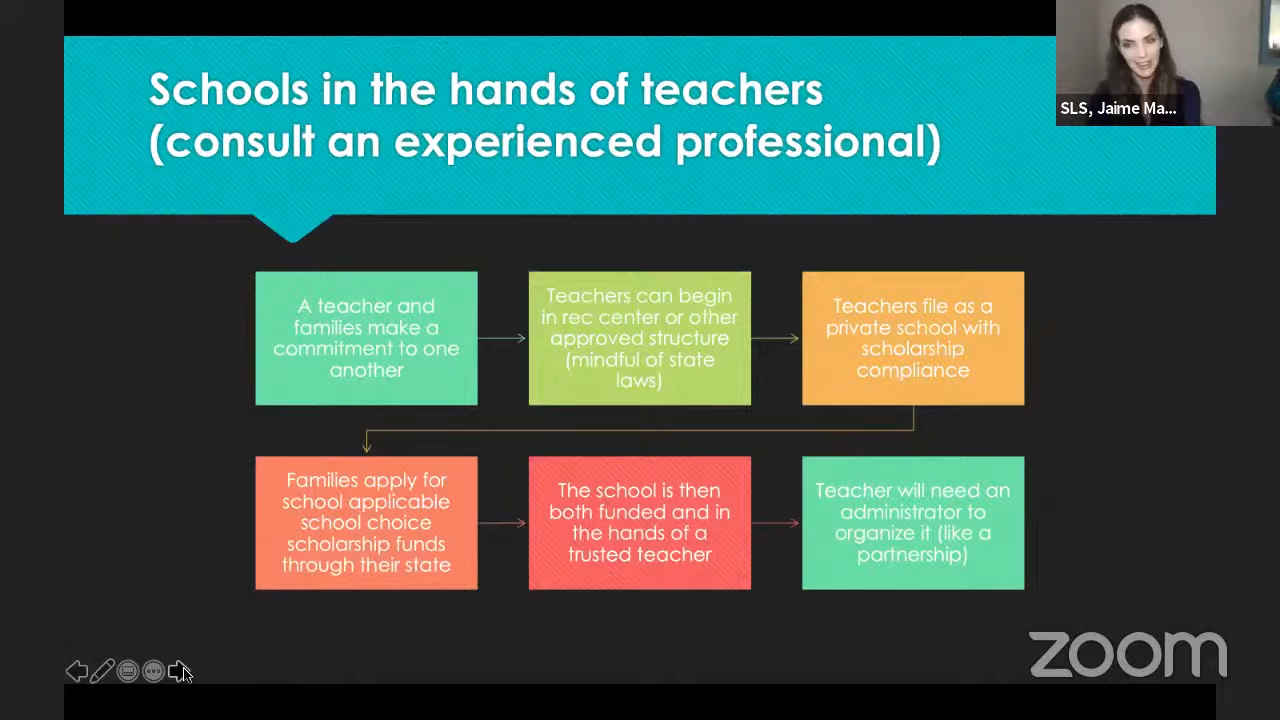 Schools in the hands of teachers
(consult an experienced professional)
SLS, Jaime Ma...
A teacher and
families make a
commitment to one
another
Teachers can begin
in rec center or other
approved structure
(mindful of state
laws)
Teachers file as a
private school with
scholarship
compliance
Families apply for
school applicable
school choice
scholarship funds
through their state
The school is then
both funded and in
the hands of a
trusted teacher
Teacher will need an
administrator to
organize it (like a
partnership)
zoom